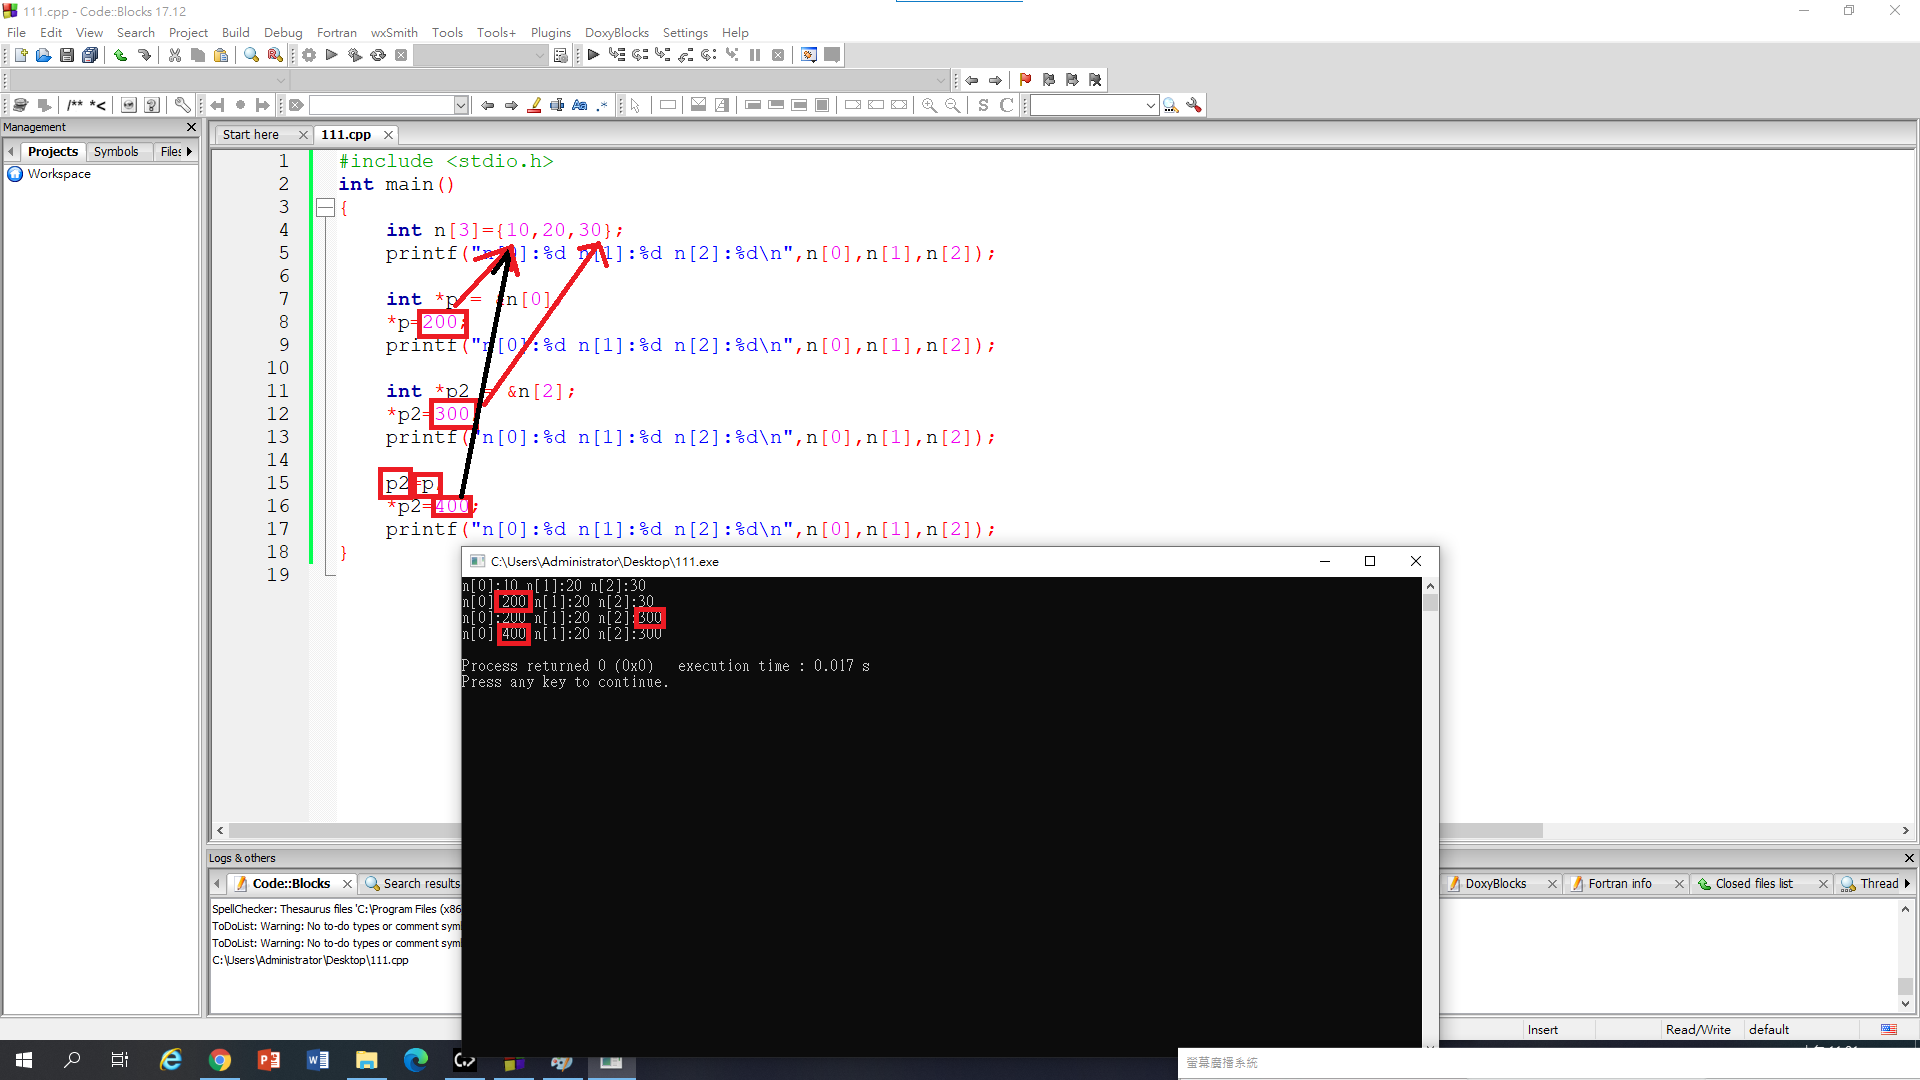 111.cpp - Code::Blocks 17.12
File Edit View Search Project Build Debug Fortran wxSmith Tools Tools+ Plugins DoxyBlocks Settings Help
/** *<
S C
Management
Start here 111.cpp
Projects Symbols Files
Workspace
1 #include <stdio.h>
2 int main()
3 {
4 int n[3]={10,20,30};
5 printf("n[0]:%d n[1]:%d n[2]:%d\n",n[0],n[1],n[2]);
6
7 int *p = &n[0]
8 *p=200;
9 printf("n[0]:%d n[1]:%d n[2]:%d\n",n[0],n[1],n[2]);
10
11 int *p2 = &n[2];
12 *p2=300
13 printf("n[0]:%d n[1]:%d n[2]:%d\n",n[0],n[1],n[2]);
14
15 p2=p
16 *p2=400;
17 printf("n[0]:%d n[1]:%d n[2]:%d\n",n[0],n[1],n[2]);
18 }
19
C:\Users\Administrator\Desktop\111.exe
n[0]:10 n[1]:20 n[2]:30
n[0] 200 n[1]:20 n[2]:30
n[0]:200 n[1]:20 n[2] 300
n[0] 400 n[1]:20 n[2]:300
Process returned 0 (0x0) execution time : 0.017 s
Press any key to continue.
Logs & others
Code::Blocks Search results DoxyBlocks Fortran info Closed files list Thread
SpellChecker: Thesaurus files 'C:\Program Files (x86
ToDoList: Warning: No to-do types or comment sym
ToDoList: Warning: No to-do types or comment sym
C:\Users\Administrator\Desktop\111.cpp
Insert Read/Write default
螢幕廣播系統